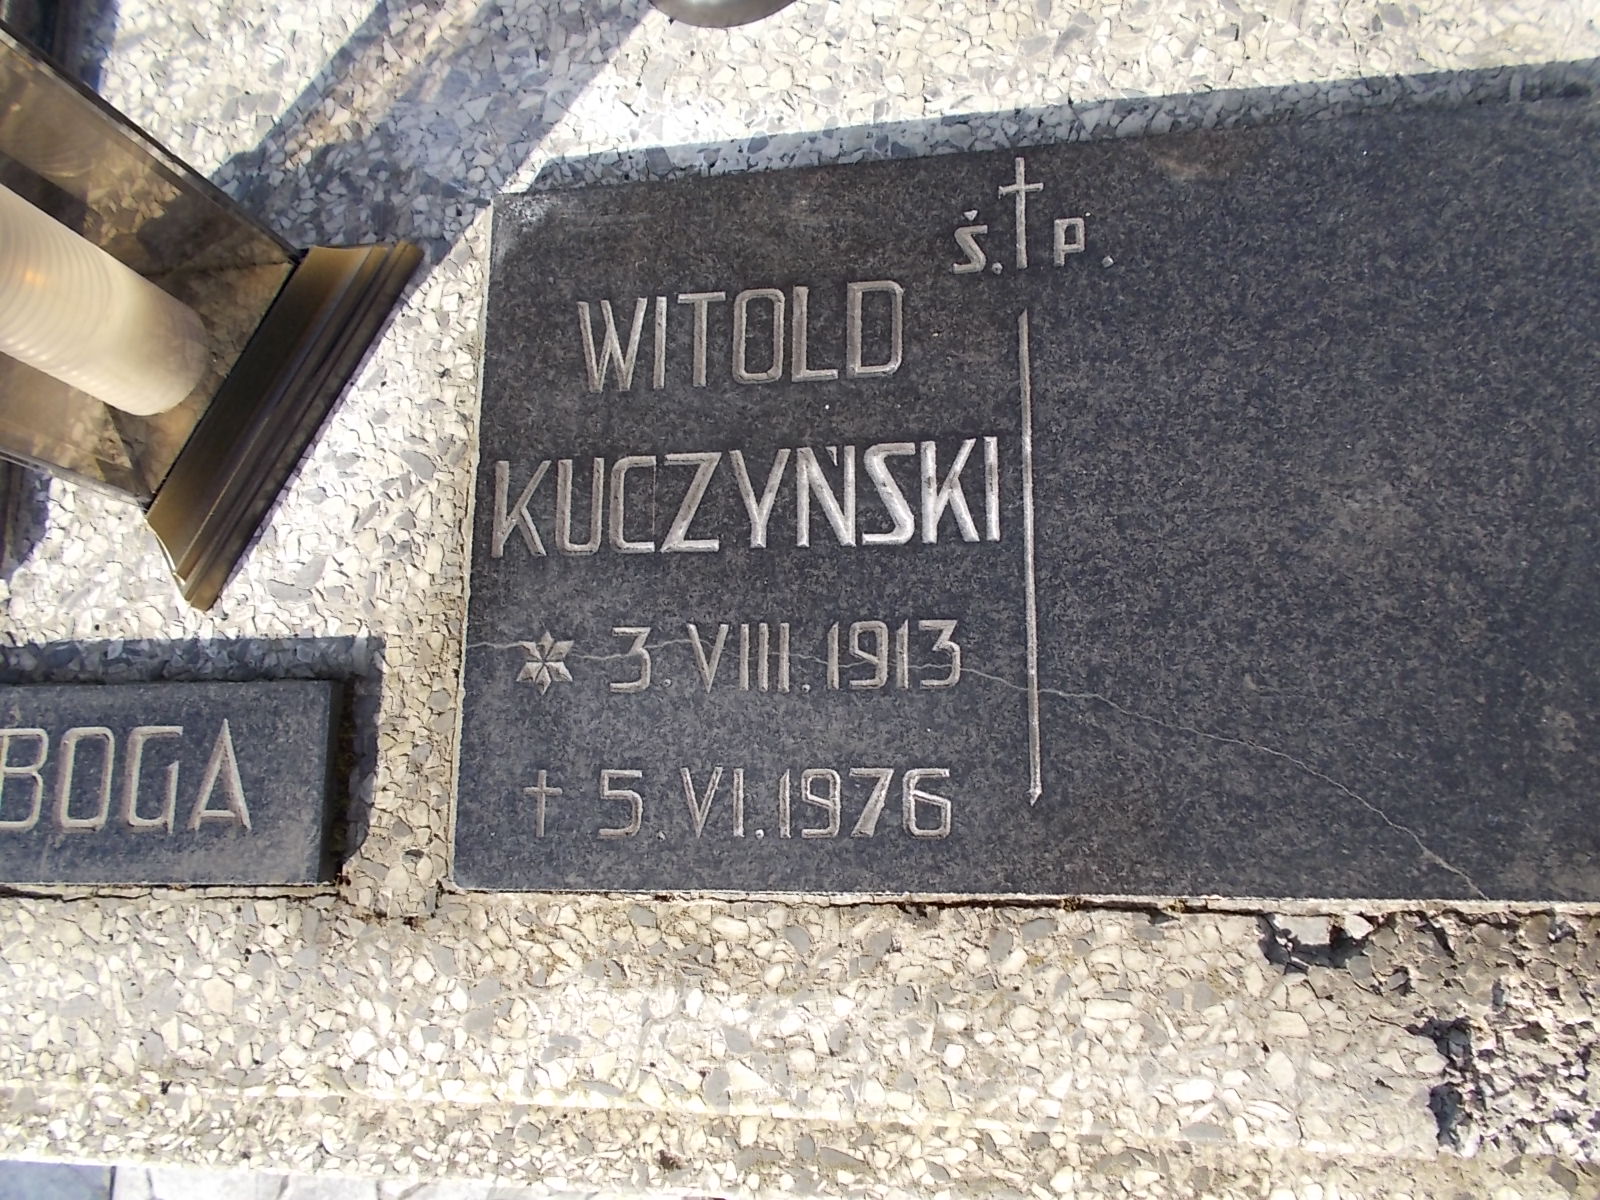 Ś.†P.
WITOLD
KUCZYŃSKI
* 3.VIII.1913
† 5.VI.1976
BOGA